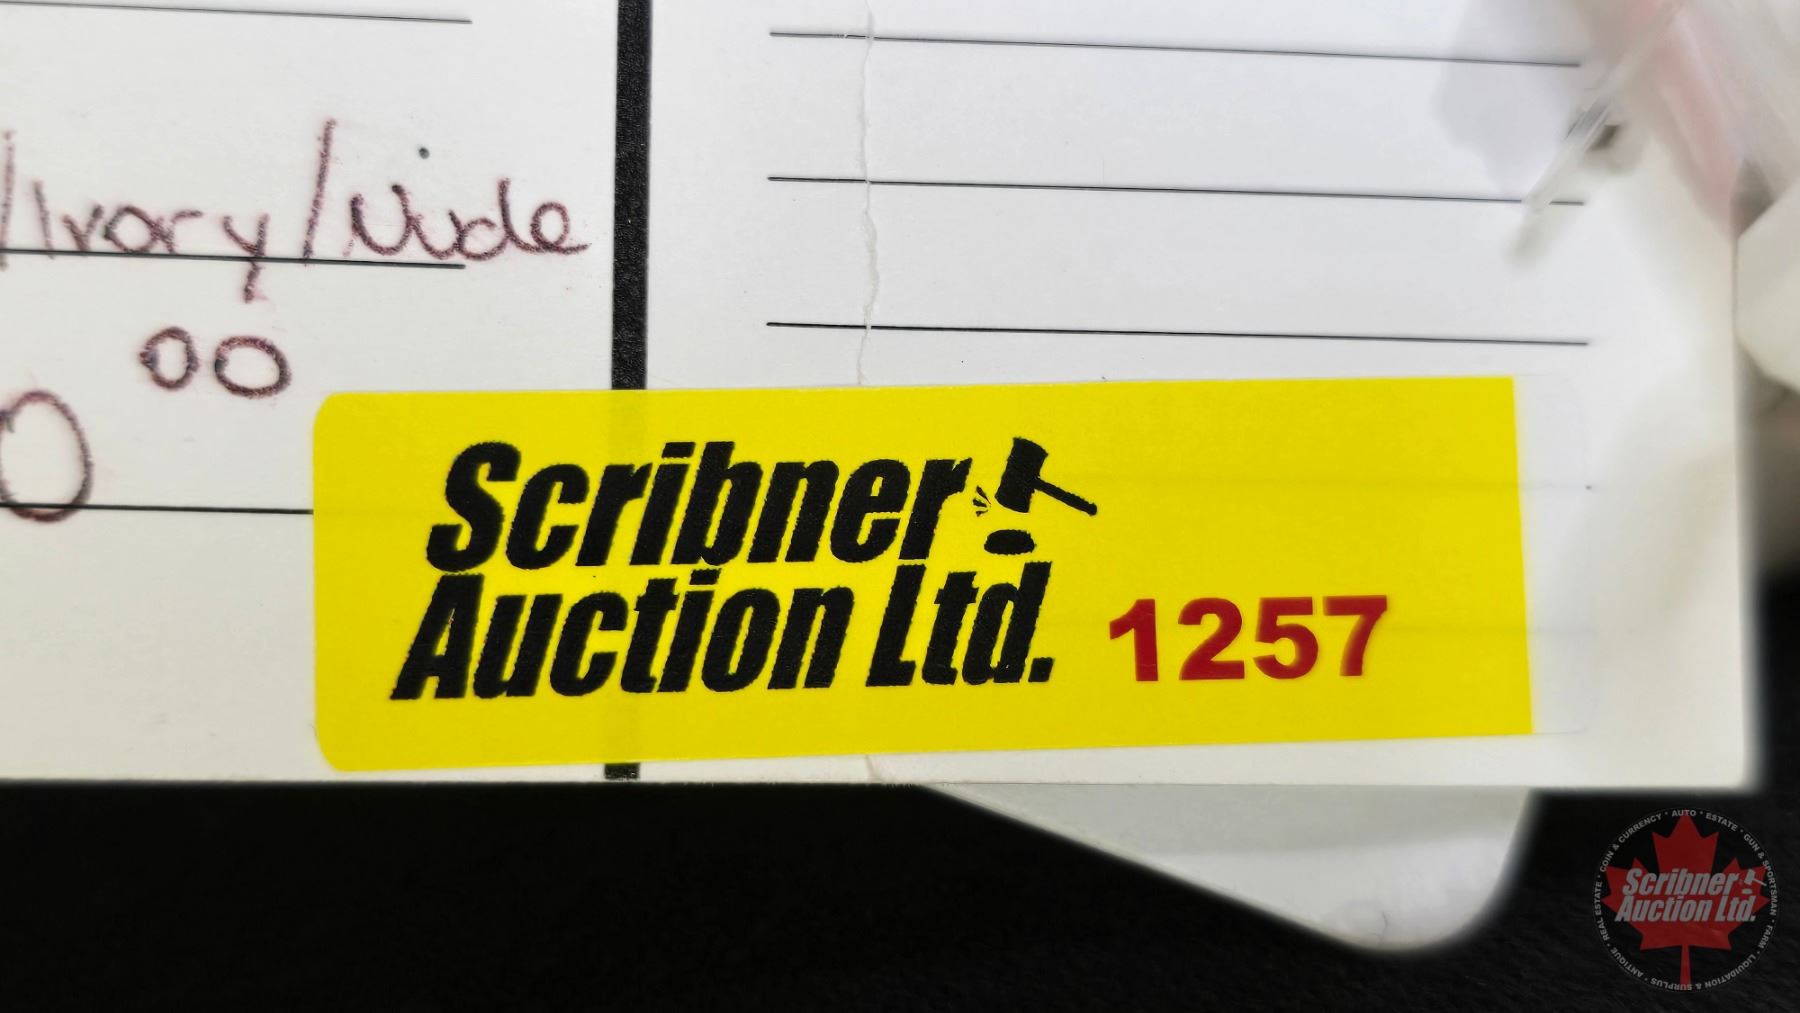 /Ivory/Nude
00
0
Scribner
Auction Ltd.
1257
COIN & CURRENCY * AUTO * ESTATE * GUN & SPORTSMAN * FARM * LIQUIDATION & SURPLUS * ANTIQUE * REAL ESTATE *
Scribner
Auction Ltd.